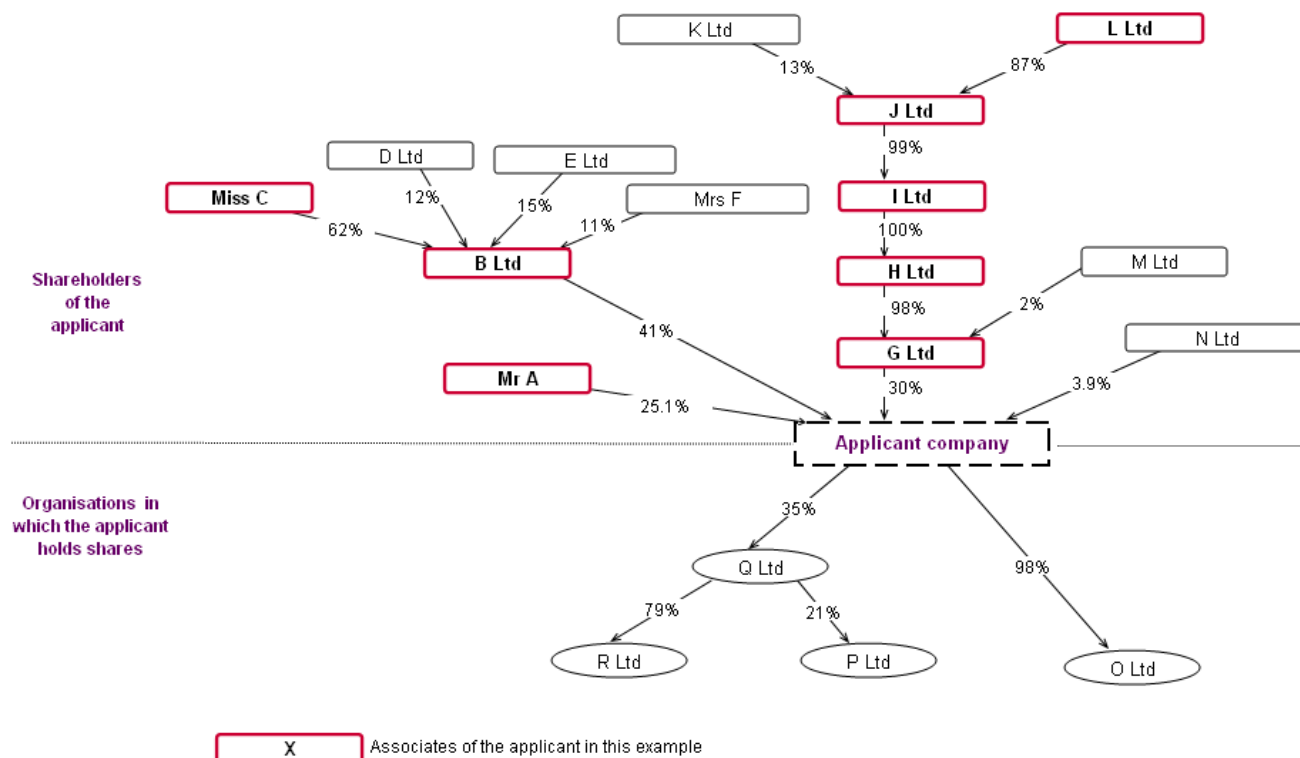 K Ltd
L Ltd
13%
87%
J Ltd
99%
D Ltd
E Ltd
Miss C
12%
15%
Mrs F
I Ltd
62%
11%
100%
B Ltd
H Ltd
M Ltd
Shareholders
of the
applicant
41%
98%
2%
G Ltd
N Ltd
Mr A
30%
3.9%
25.1%
Applicant company
Organisations in
which the applicant
holds shares
35%
Q Ltd
98%
79%
21%
R Ltd
P Ltd
O Ltd
X
Associates of the applicant in this example